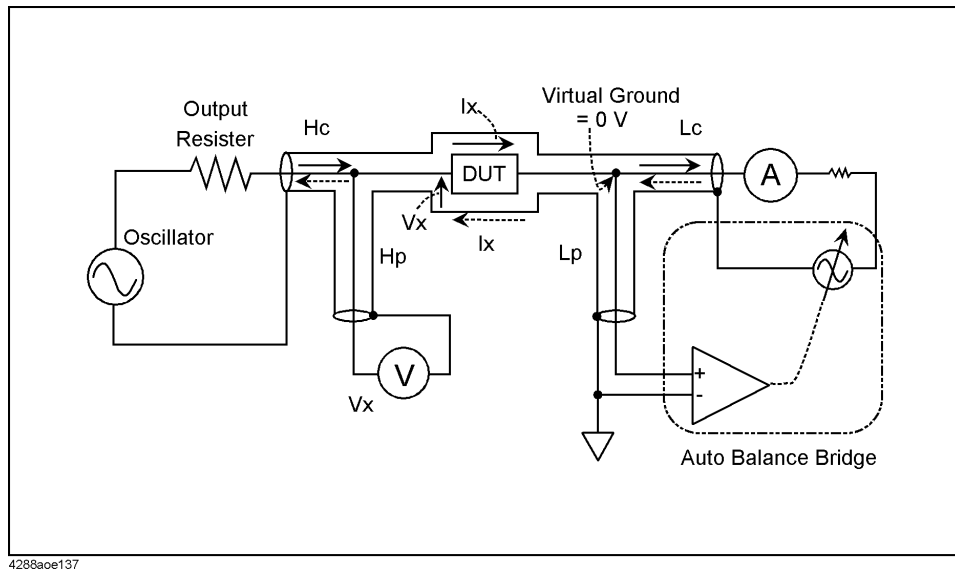 Output
Resister
Hc
Ix
Virtual Ground
= 0 V
Lc
DUT
A
Vx
Ix
Oscillator
Hp
Lp
V
Vx
+
-
Auto Balance Bridge
4288aoe137